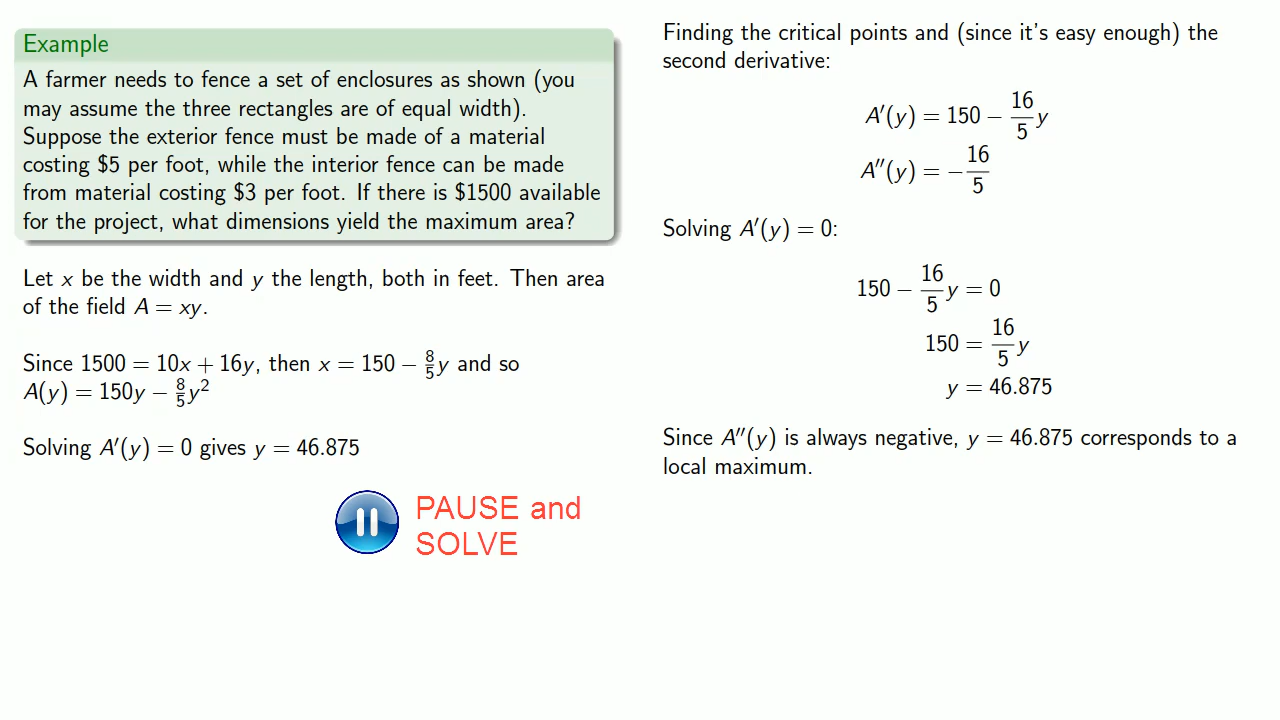 Example
A farmer needs to fence a set of enclosures as shown (you
may assume the three rectangles are of equal width).
Suppose the exterior fence must be made of a material
costing $5 per foot, while the interior fence can be made
from material costing $3 per foot. If there is $1500 available
for the project, what dimensions yield the maximum area?
Let x be the width and y the length, both in feet. Then area
of the field A = xy.
Since 1500 = 10x + 16y, then x = 150 − 8/5 y and so
A(y) = 150y − 8/5 y²
Solving A′(y) = 0 gives y = 46.875
PAUSE and
SOLVE
Finding the critical points and (since it's easy enough) the
second derivative:
A′(y) = 150 − 16/5 y
A″(y) = − 16/5
Solving A′(y) = 0:
150 − 16/5 y = 0
150 = 16/5 y
y = 46.875
Since A″(y) is always negative, y = 46.875 corresponds to a
local maximum.